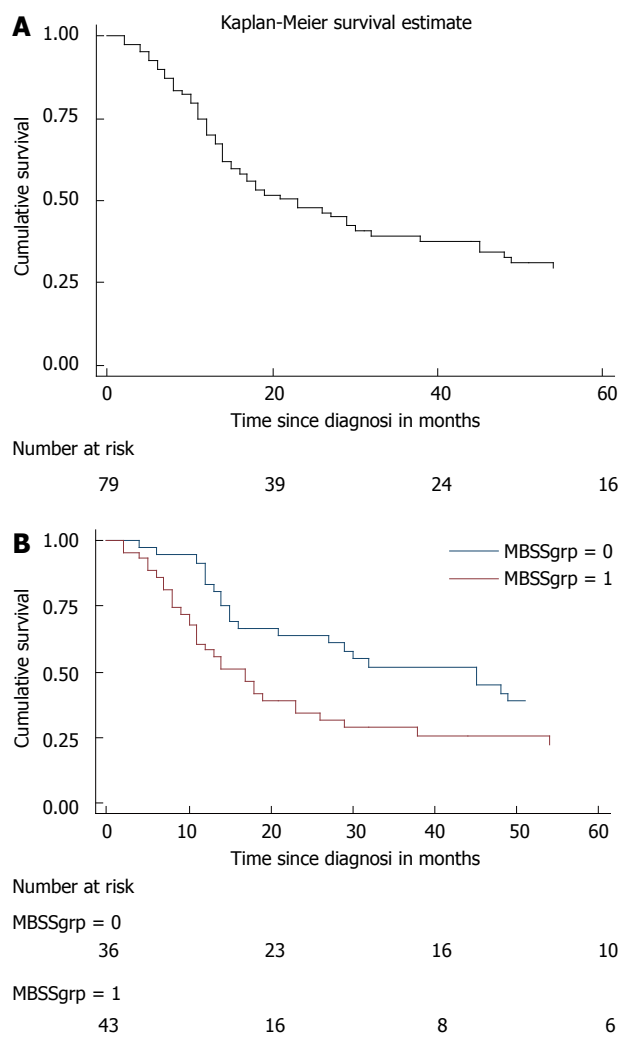 A
Kaplan-Meier survival estimate
1.00
0.75
0.50
0.25
0.00
Cumulative survival
0 20 40 60
Time since diagnosi in months
Number at risk
79 39 24 16
B
MBSSgrp = 0
MBSSgrp = 1
1.00
0.75
0.50
0.25
0.00
Cumulative survival
0 10 20 30 40 50 60
Time since diagnosi in months
Number at risk
MBSSgrp = 0
36 23 16 10
MBSSgrp = 1
43 16 8 6